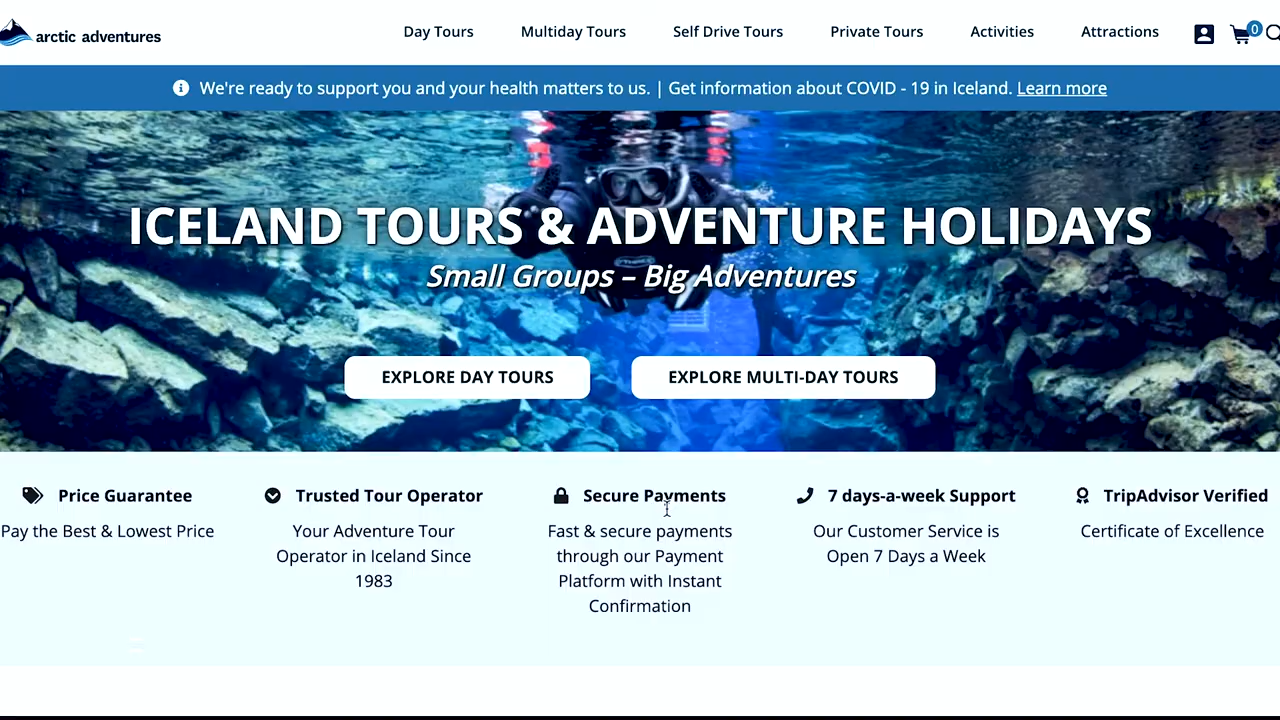 arctic adventures
Day Tours
Multiday Tours
Self Drive Tours
Private Tours
Activities
Attractions
0
We're ready to support you and your health matters to us. | Get information about COVID - 19 in Iceland. Learn more
ICELAND TOURS & ADVENTURE HOLIDAYS
Small Groups – Big Adventures
EXPLORE DAY TOURS
EXPLORE MULTI-DAY TOURS
Price Guarantee
Pay the Best & Lowest Price
Trusted Tour Operator
Your Adventure Tour
Operator in Iceland Since
1983
Secure Payments
Fast & secure payments
through our Payment
Platform with Instant
Confirmation
7 days-a-week Support
Our Customer Service is
Open 7 Days a Week
TripAdvisor Verified
Certificate of Excellence